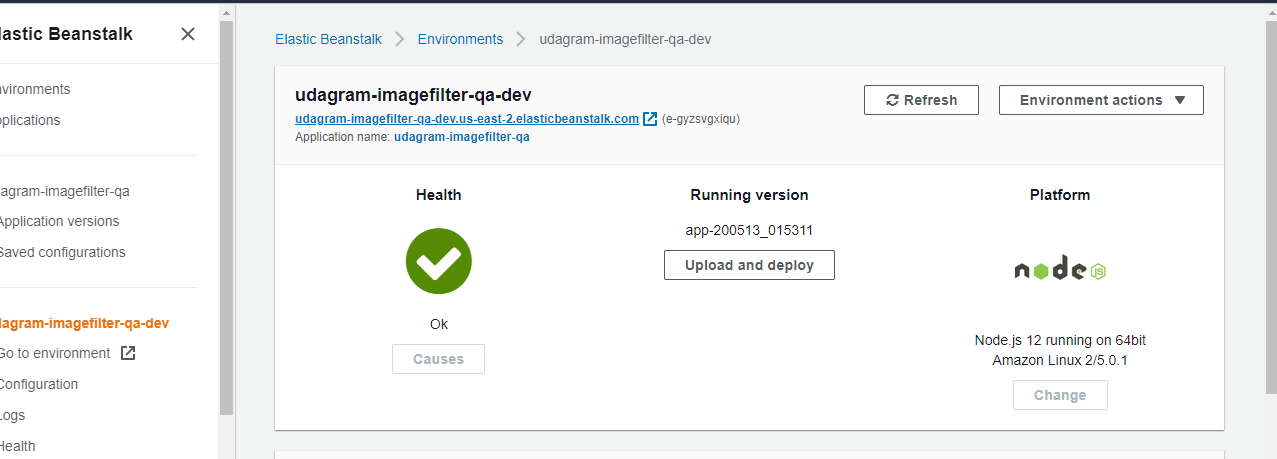 lastic Beanstalk
Elastic Beanstalk
Environments
udagram-imagefilter-qa-dev
vironments
plications
agram-imagefilter-qa
Application versions
Saved configurations
lagram-imagefilter-qa-dev
Go to environment
Configuration
Logs
Health
udagram-imagefilter-qa-dev
udagram-imagefilter-qa-dev.us-east-2.elasticbeanstalk.com (e-gyzsvgxiqu)
Application name: udagram-imagefilter-qa
Refresh
Environment actions
Health
Ok
Causes
Running version
app-200513_015311
Upload and deploy
Platform
node
JS
Node.js 12 running on 64bit
Amazon Linux 2/5.0.1
Change